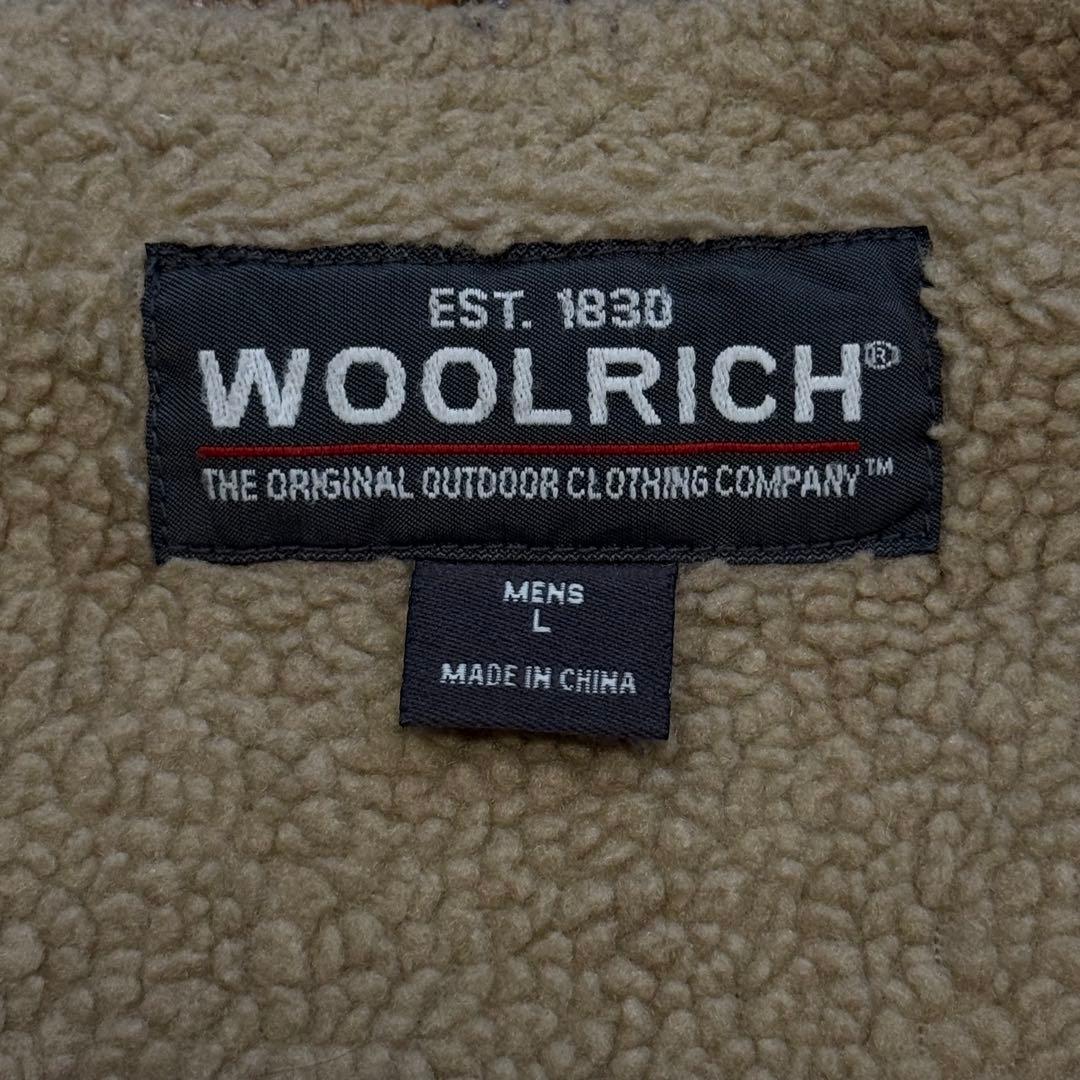 EST. 1830
WOOLRICH®
THE ORIGINAL OUTDOOR CLOTHING COMPANY™
MENS
L
MADE IN CHINA